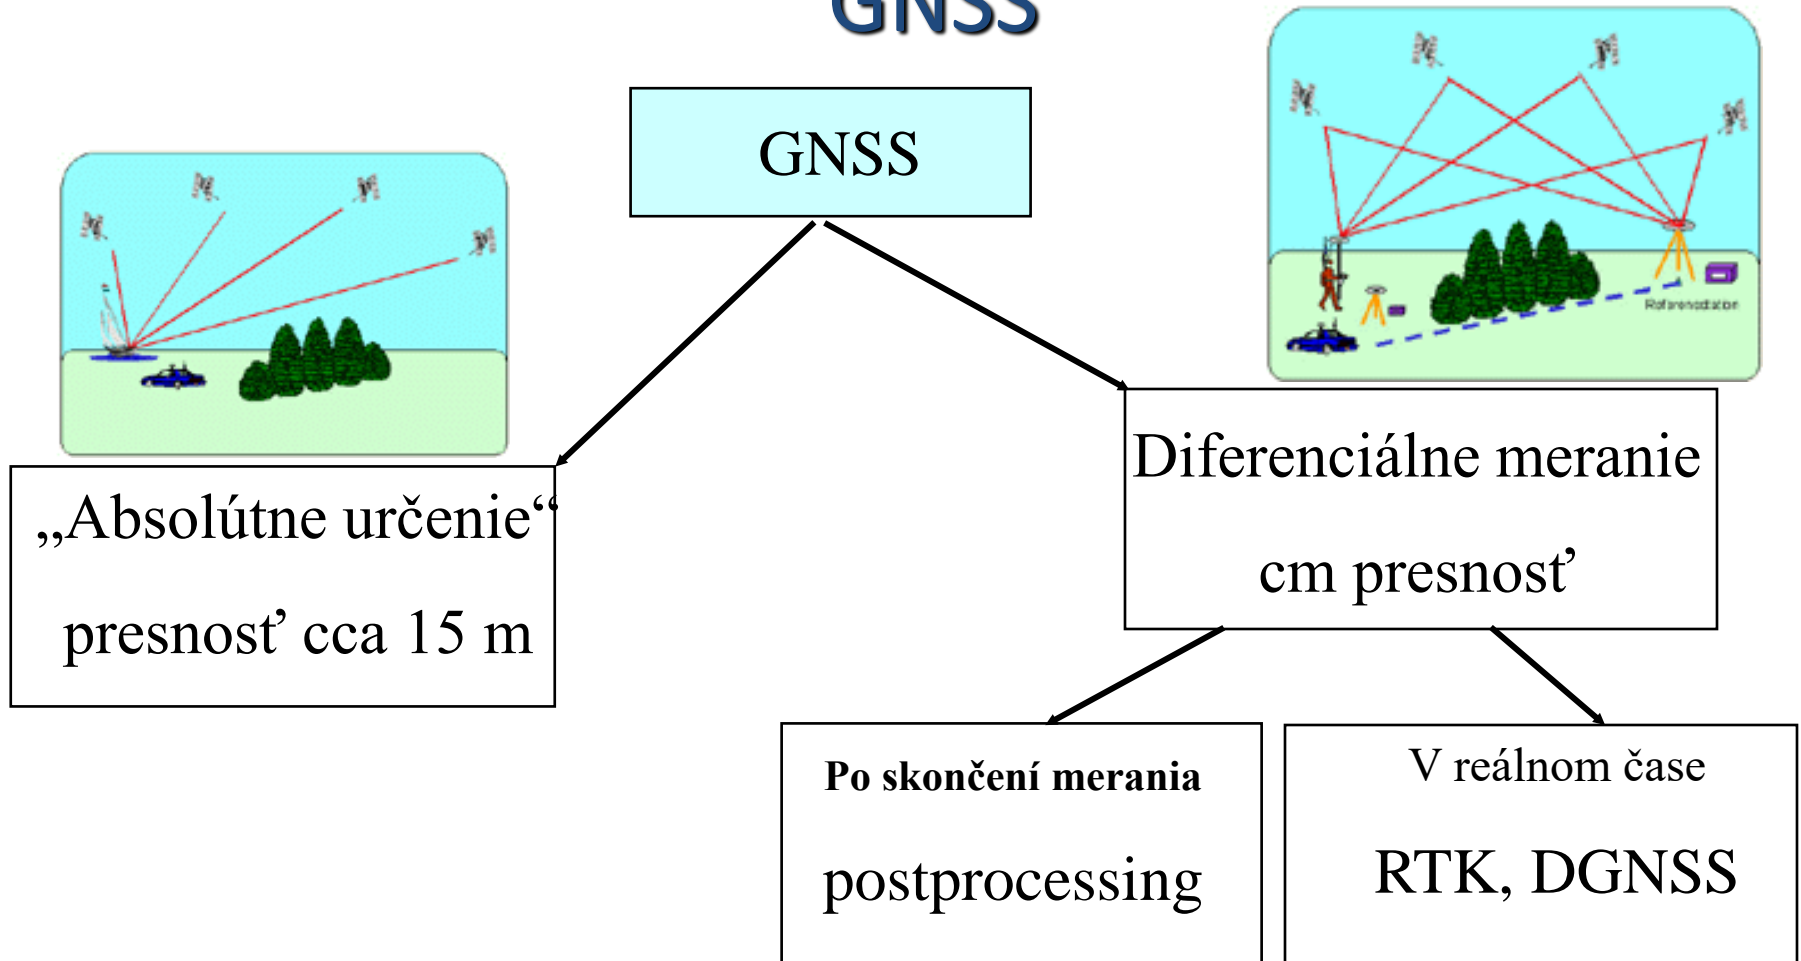 GNSS
GNSS
Referenzstation
„Absolútne určenie“
presnosť cca 15 m
Diferenciálne meranie
cm presnosť
Po skončení merania
postprocessing
V reálnom čase
RTK, DGNSS